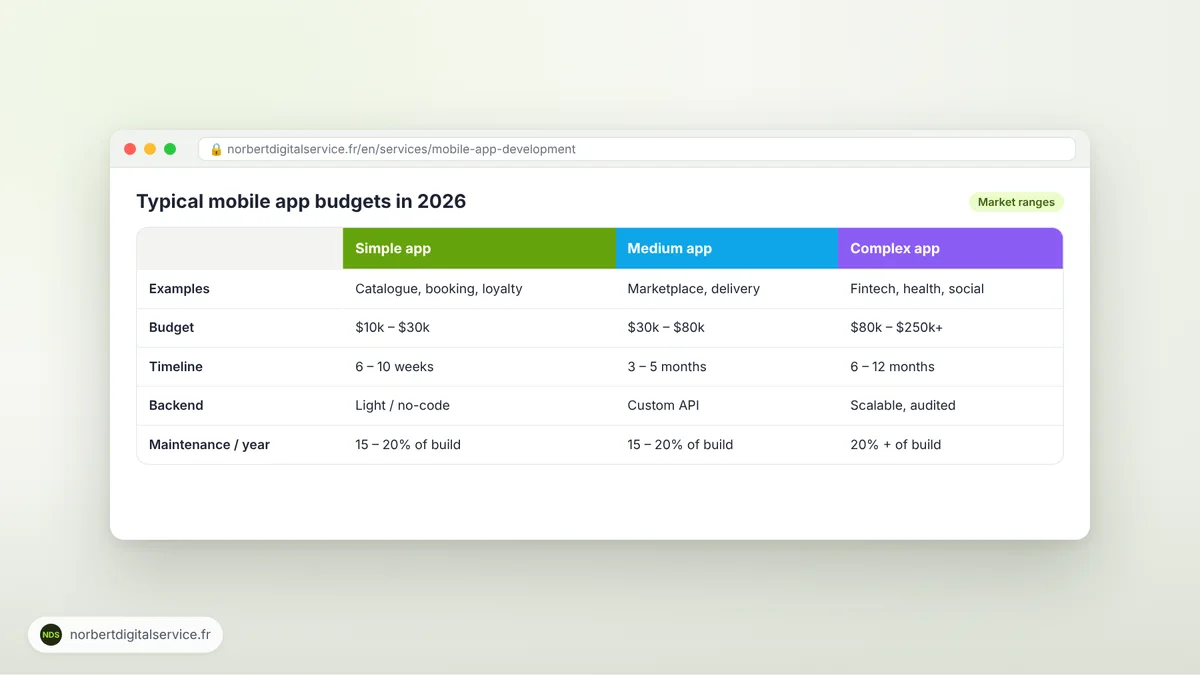 norbertdigitalservice.fr/en/services/mobile-app-development
Typical mobile app budgets in 2026
Market ranges
Simple app Medium app Complex app
Examples Catalogue, booking, loyalty Marketplace, delivery Fintech, health, social
Budget $10k – $30k $30k – $80k $80k – $250k+
Timeline 6 – 10 weeks 3 – 5 months 6 – 12 months
Backend Light / no-code Custom API Scalable, audited
Maintenance / year 15 – 20% of build 15 – 20% of build 20% + of build
NDS norbertdigitalservice.fr